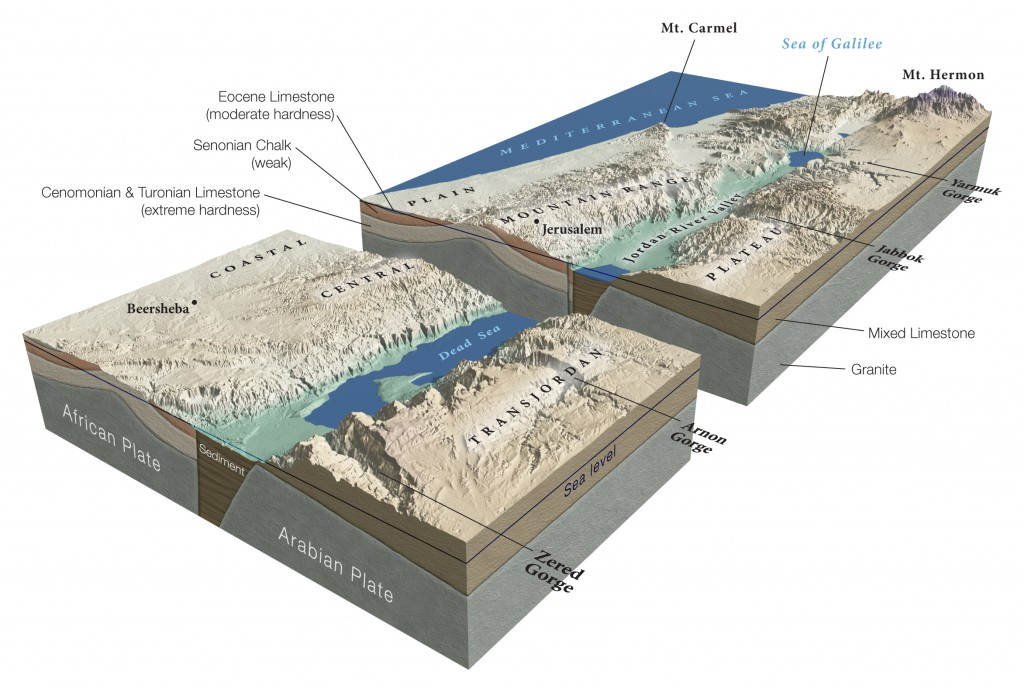 Mt. Carmel
Sea of Galilee
Mt. Hermon
Eocene Limestone
(moderate hardness)
Senonian Chalk
(weak)
Cenomonian & Turonian Limestone
(extreme hardness)
MEDITERRANEAN SEA
PLAIN
MOUNTAIN RANGE
Jerusalem
Jordan River Valley
PLATEAU
Yarmuk
Gorge
Jabbok
Gorge
COASTAL
CENTRAL
Beersheba
Dead Sea
TRANSJORDAN
Mixed Limestone
Granite
Arnon
Gorge
Sea level
African Plate
Sediment
Arabian Plate
Zered
Gorge